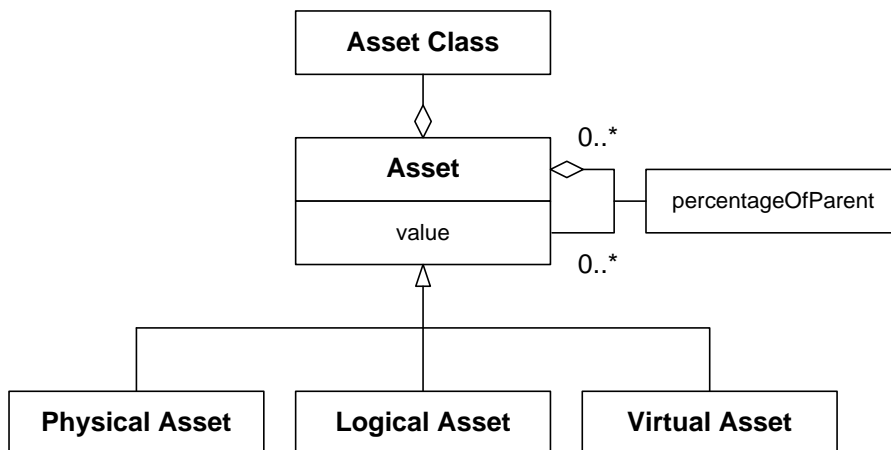 Asset Class
0..*
Asset
percentageOfParent
value
0..*
Physical Asset
Logical Asset
Virtual Asset